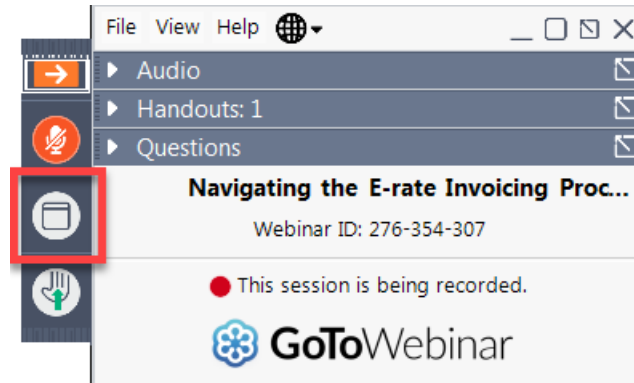 File View Help
Audio
Handouts: 1
Questions
Navigating the E-rate Invoicing Proc...
Webinar ID: 276-354-307
This session is being recorded.
GoToWebinar